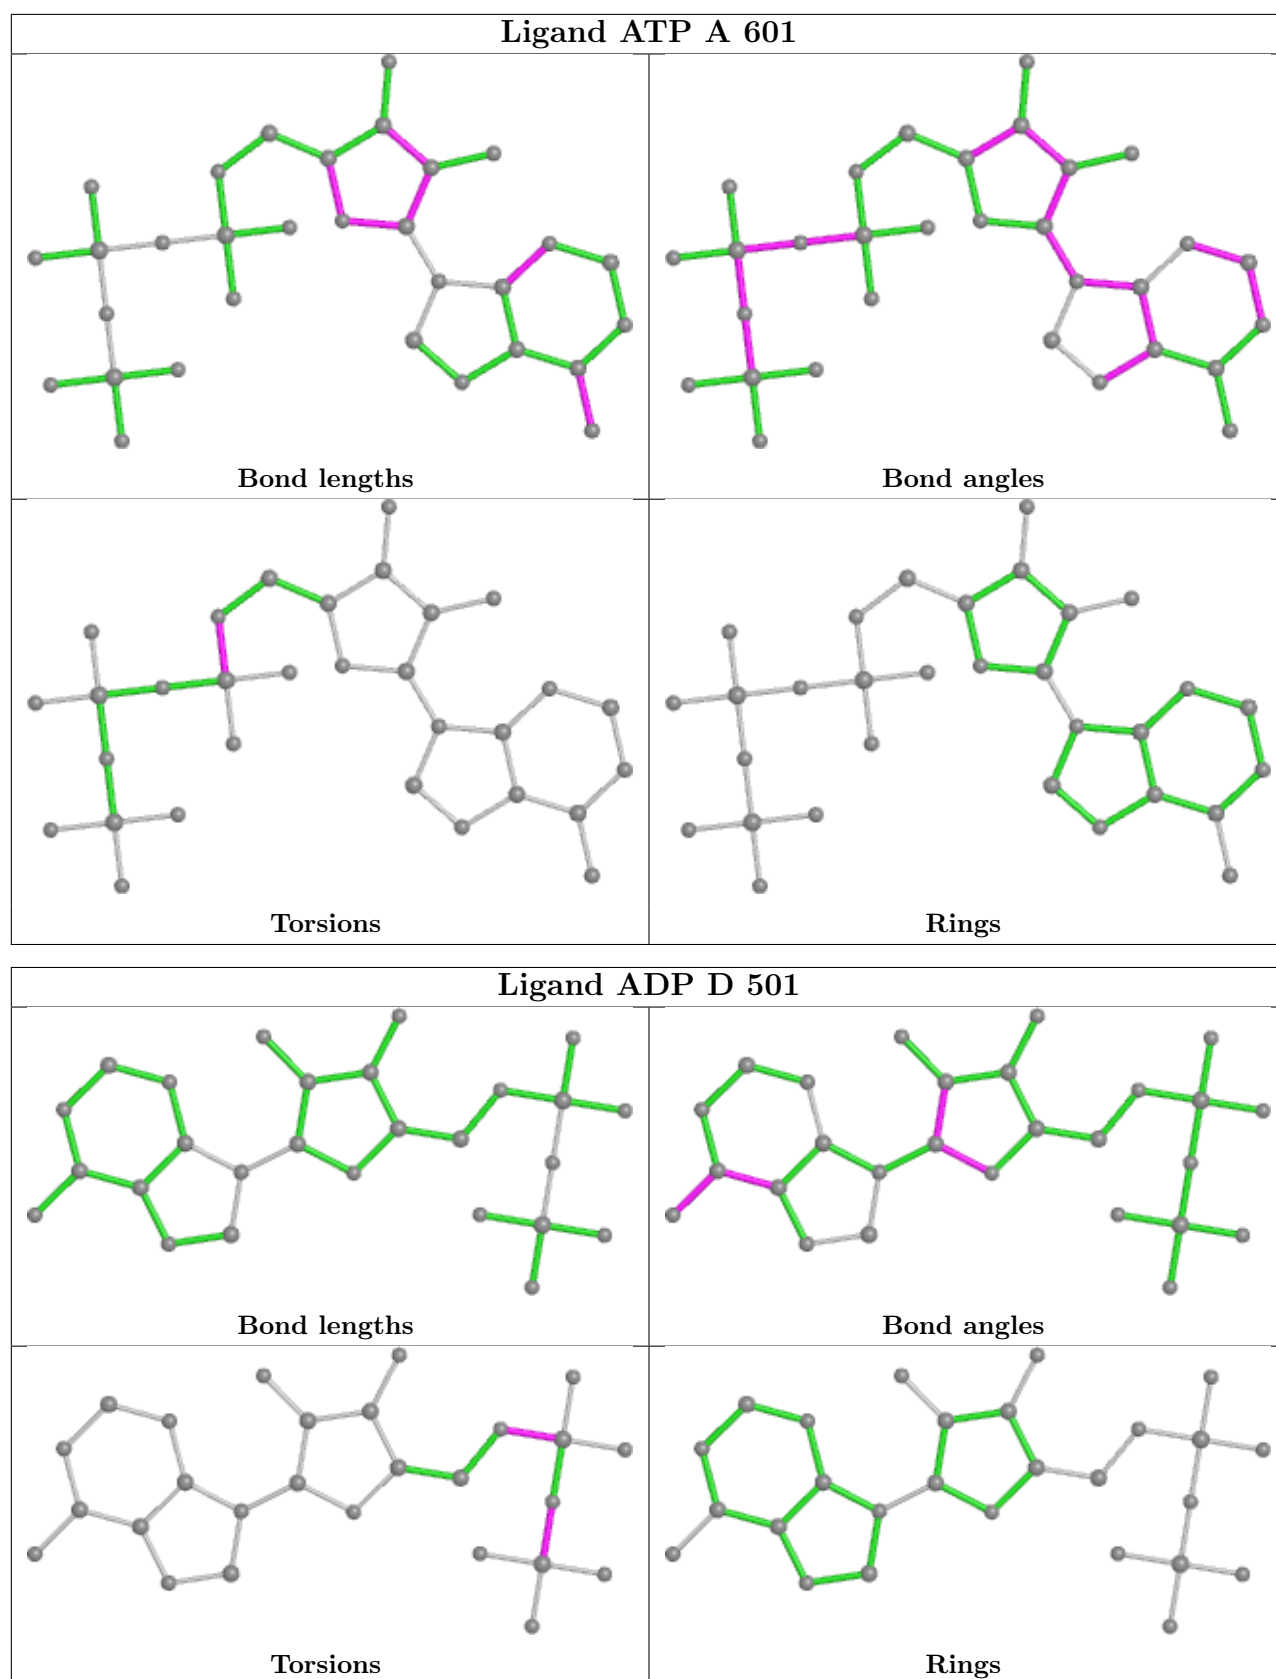 Ligand ATP A 601
Bond lengths
Bond angles
Torsions
Rings
Ligand ADP D 501
Bond lengths
Bond angles
Torsions
Rings